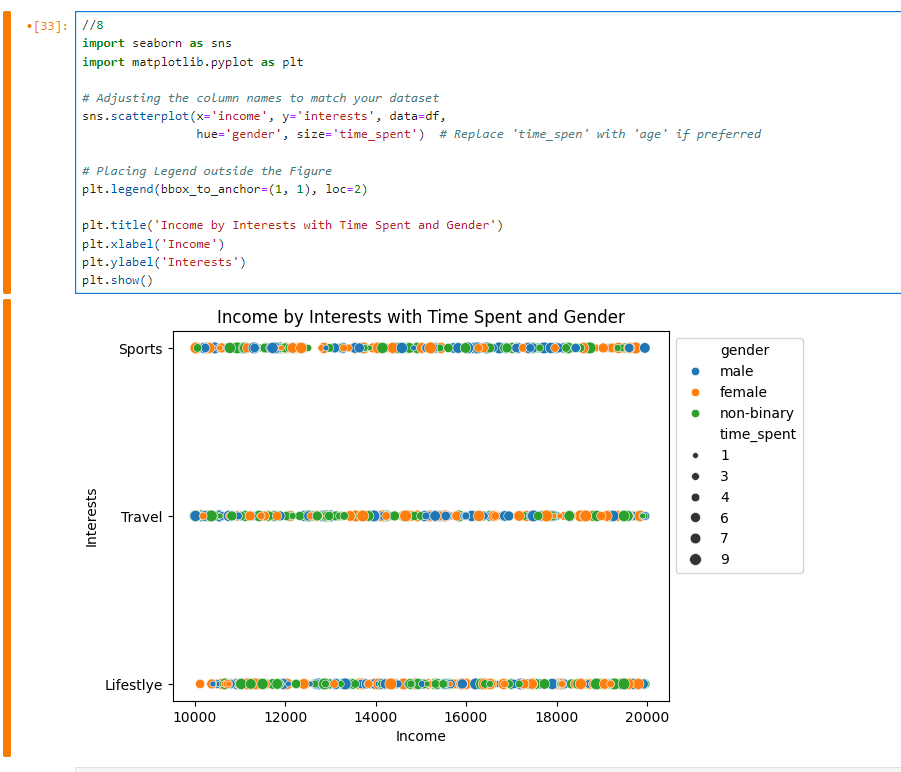 •[33]:
//8
import seaborn as sns
import matplotlib.pyplot as plt
# Adjusting the column names to match your dataset
sns.scatterplot(x='income', y='interests', data=df,
hue='gender', size='time_spent')  # Replace 'time_spen' with 'age' if preferred
# Placing Legend outside the Figure
plt.legend(bbox_to_anchor=(1, 1), loc=2)
plt.title('Income by Interests with Time Spent and Gender')
plt.xlabel('Income')
plt.ylabel('Interests')
plt.show()
Income by Interests with Time Spent and Gender
Sports
Travel
Lifestlye
Interests
10000 12000 14000 16000 18000 20000
Income
gender
male
female
non-binary
time_spent
1
3
4
6
7
9